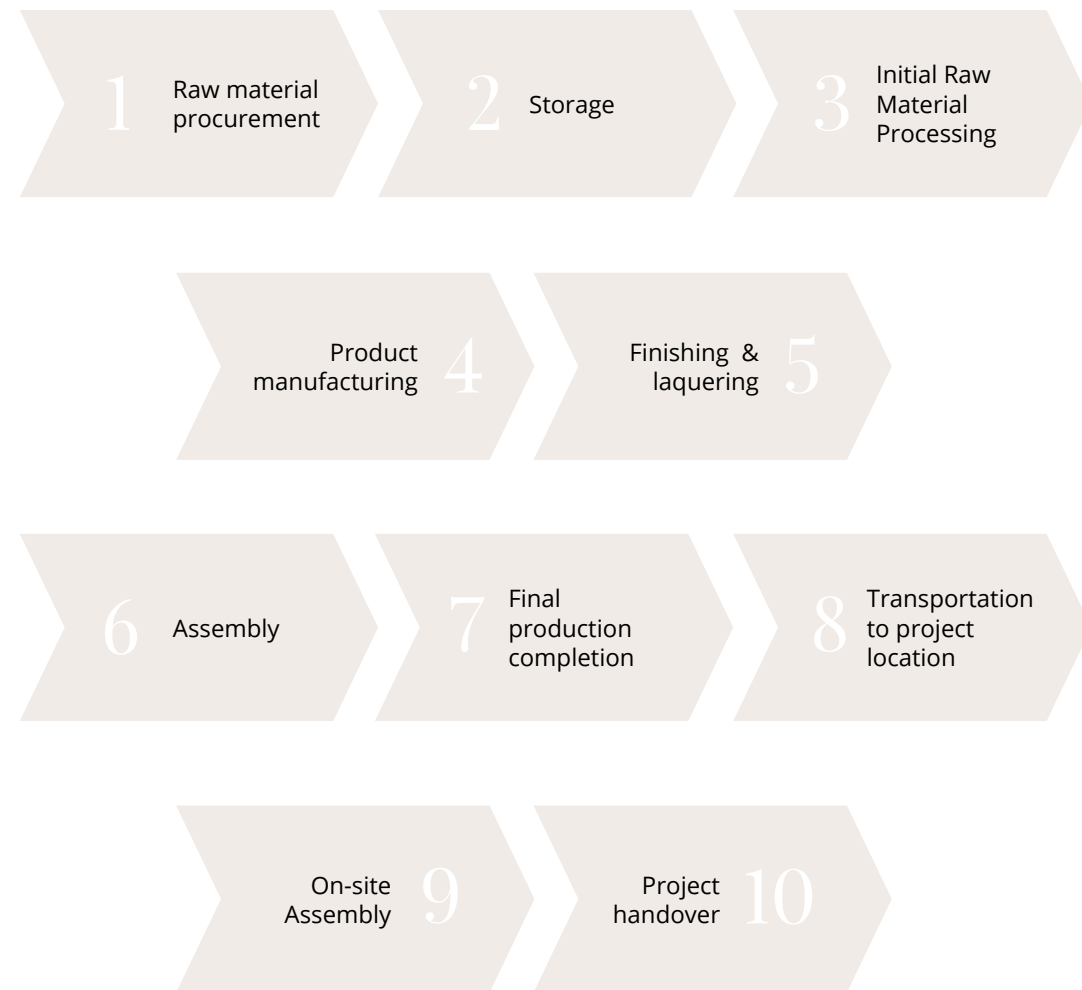 1
Raw material
procurement
2
Storage
3
Initial Raw
Material
Processing
Product
manufacturing
4
Finishing  &
laquering
5
6
Assembly
7
Final
production
completion
8
Transportation
to project
location
On-site
Assembly
9
Project
handover
10